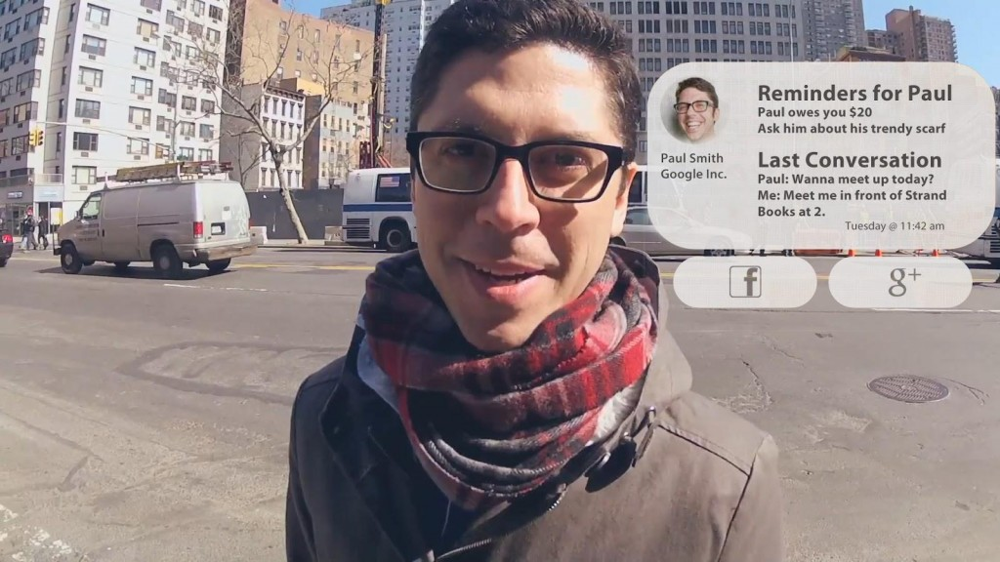 Reminders for Paul
Paul owes you $20
Ask him about his trendy scarf
Paul Smith
Google Inc.
Last Conversation
Paul: Wanna meet up today?
Me: Meet me in front of Strand
Books at 2.
Tuesday @ 11:42 am
f
g+